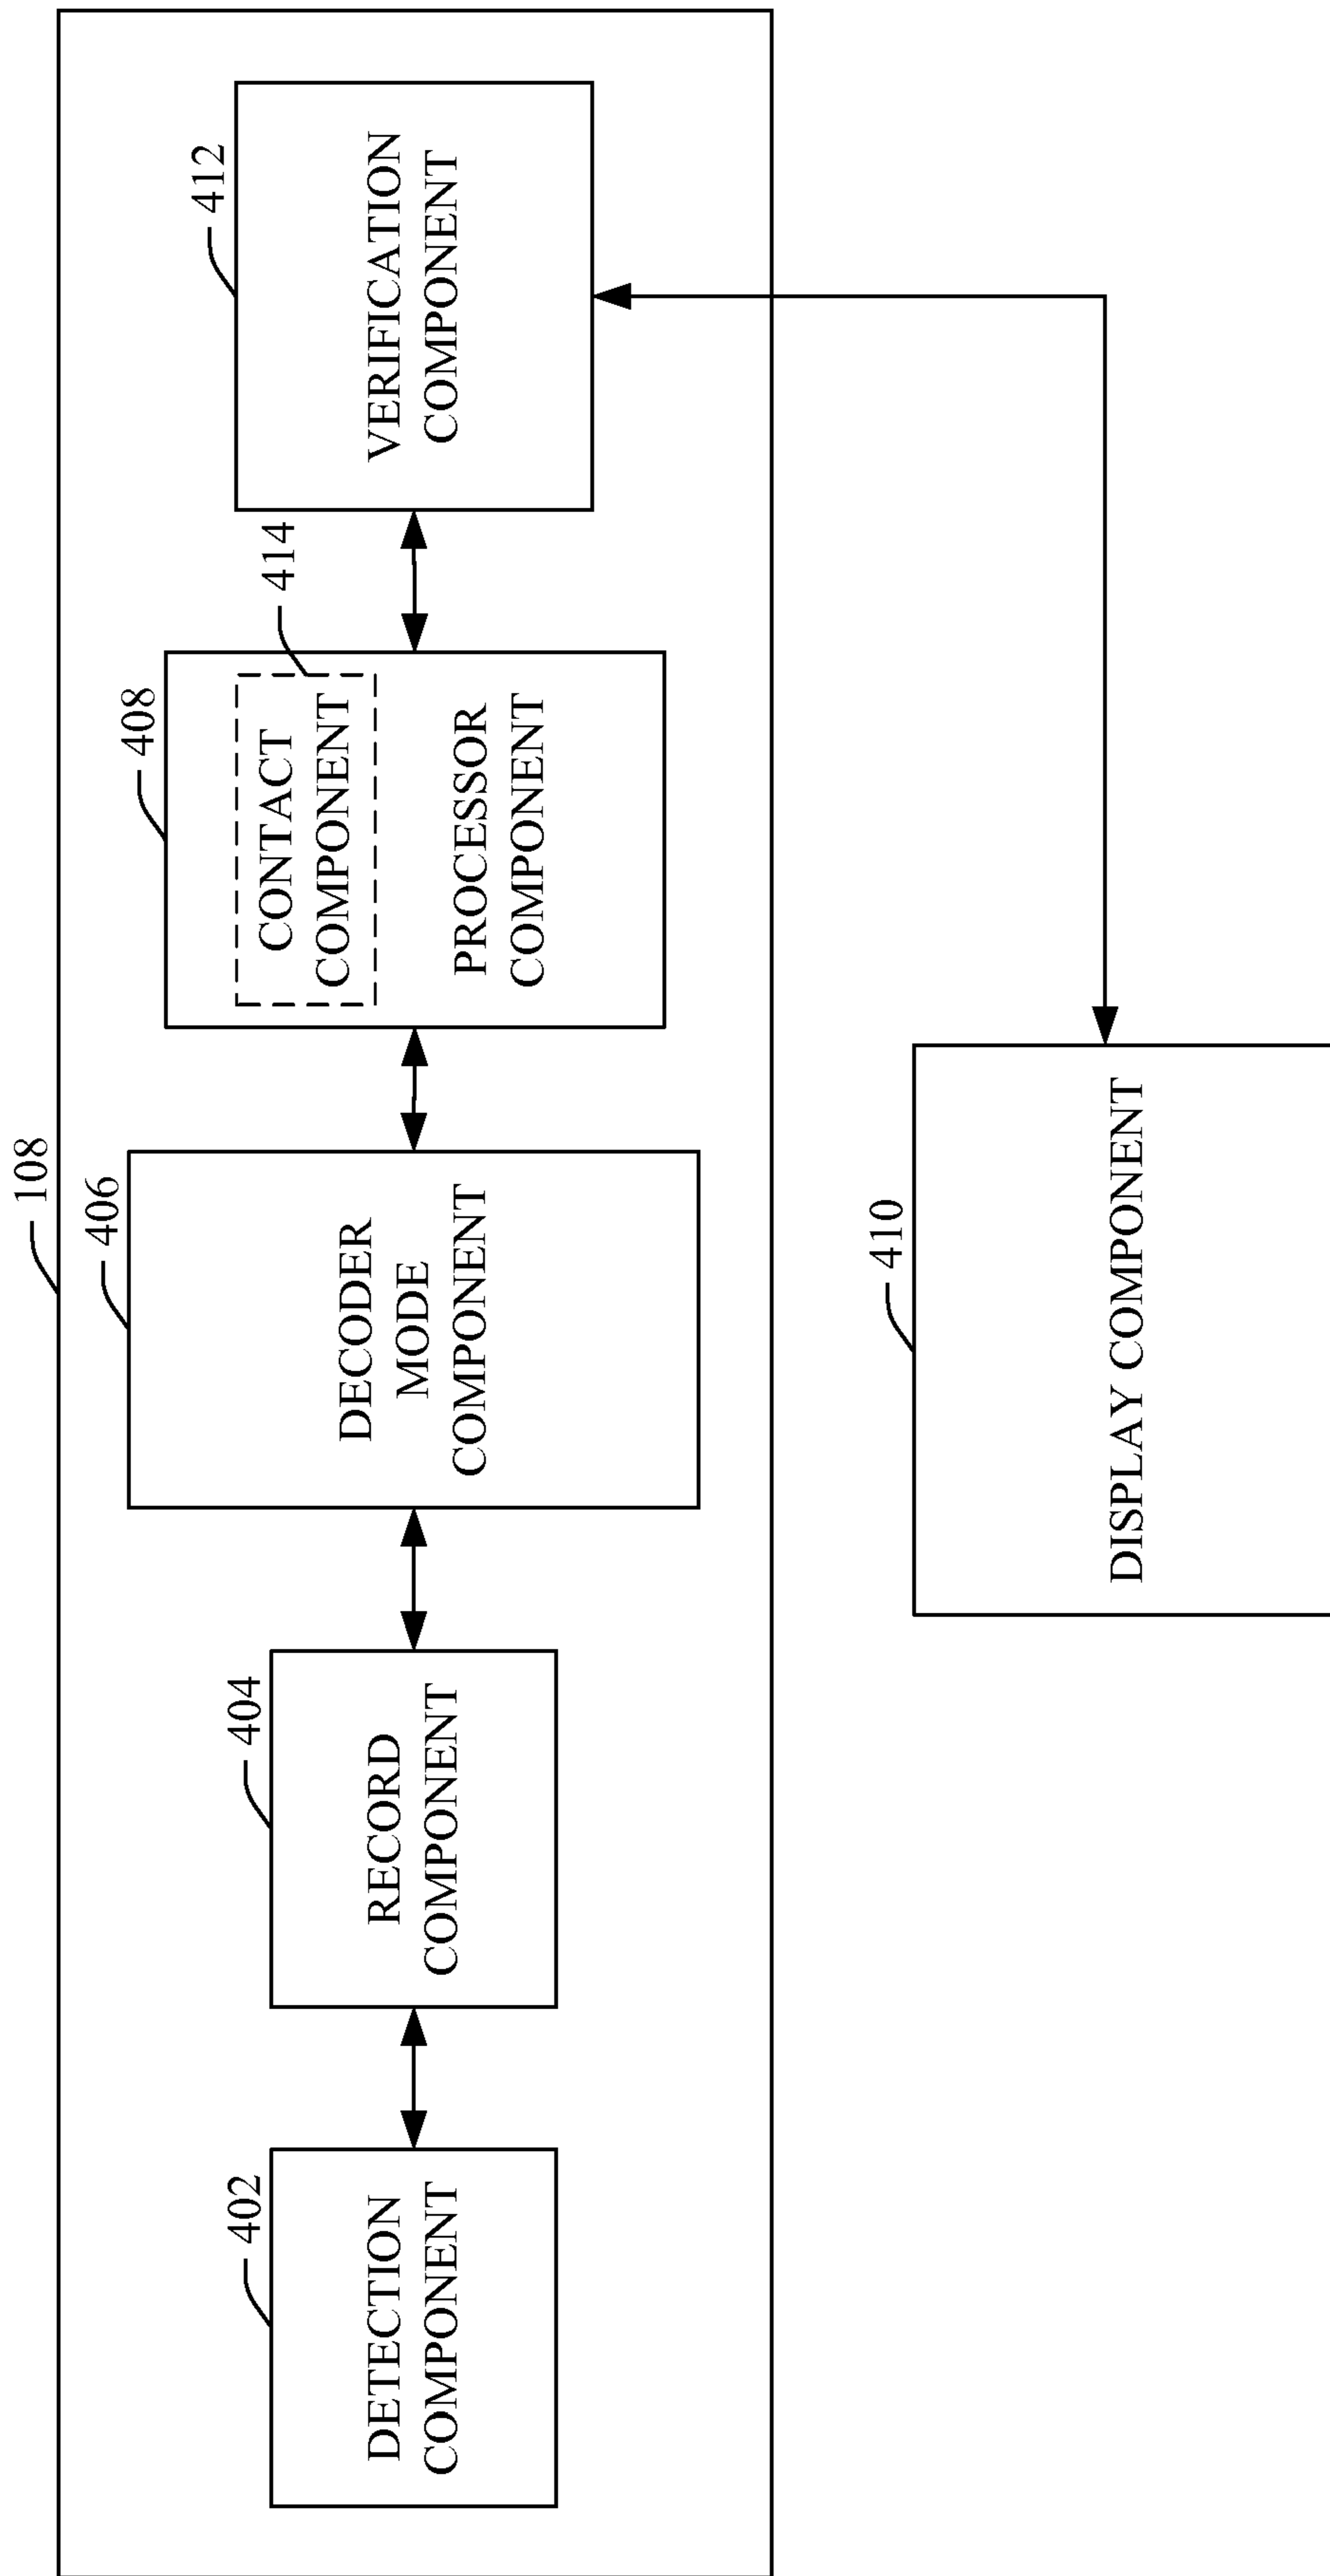 108
402
DETECTION
COMPONENT
404
RECORD
COMPONENT
406
DECODER
MODE
COMPONENT
408
CONTACT
COMPONENT
414
PROCESSOR
COMPONENT
412
VERIFICATION
COMPONENT
410
DISPLAY COMPONENT